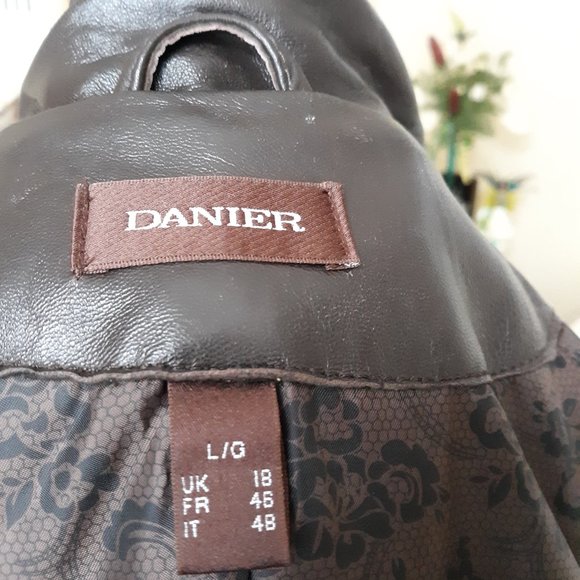 DANIER
L/G
UK 18
FR 46
IT 48